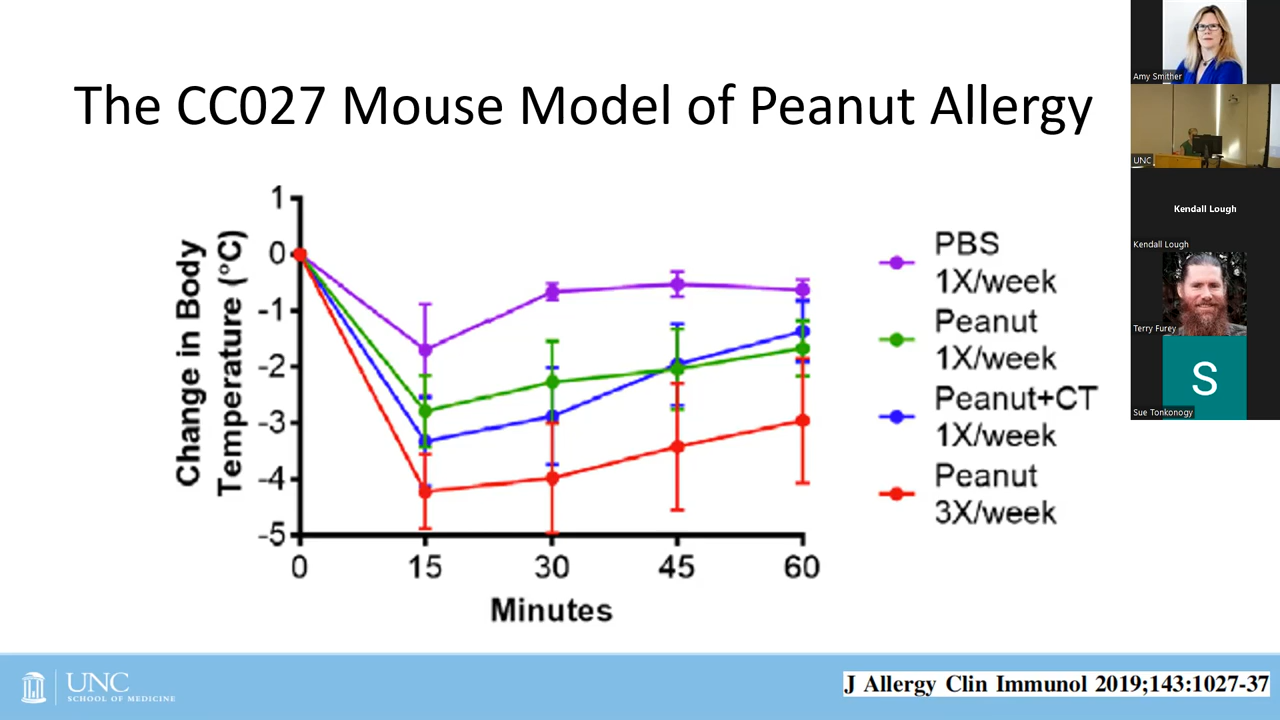 The CC027 Mouse Model of Peanut Allergy
Change in Body
Temperature (°C)
1
0
-1
-2
-3
-4
-5
0 15 30 45 60
Minutes
PBS
1X/week
Peanut
1X/week
Peanut+CT
1X/week
Peanut
3X/week
UNC
SCHOOL OF MEDICINE
J Allergy Clin Immunol 2019;143:1027-37
Amy Smither
UNC
Kendall Lough
Kendall Lough
Terry Furey
S
Sue Tonkonogy